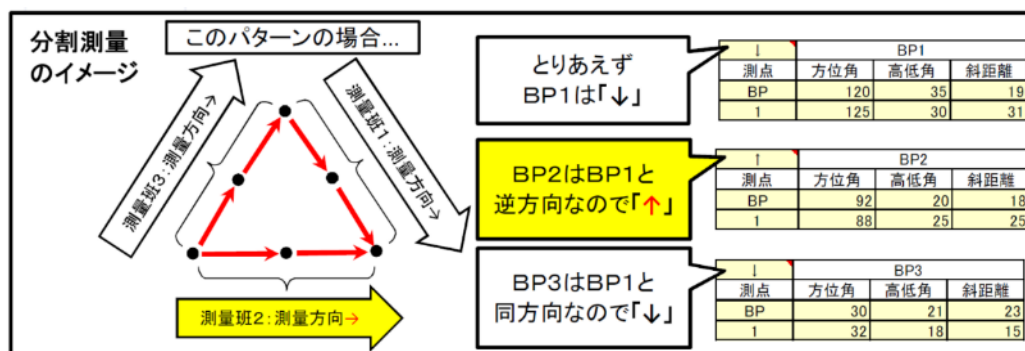 分割測量
のイメージ
このパターンの場合…
測量班3:測量方向→
測量班1:測量方向→
測量班2:測量方向→
とりあえず
BP1は「↓」
BP2はBP1と
逆方向なので「↑」
BP3はBP1と
同方向なので「↓」
↓ BP1
測点 方位角 高低角 斜距離
BP 120 35 19
1 125 30 31
↑ BP2
測点 方位角 高低角 斜距離
BP 92 20 18
1 88 25 25
↓ BP3
測点 方位角 高低角 斜距離
BP 30 21 23
1 32 18 15